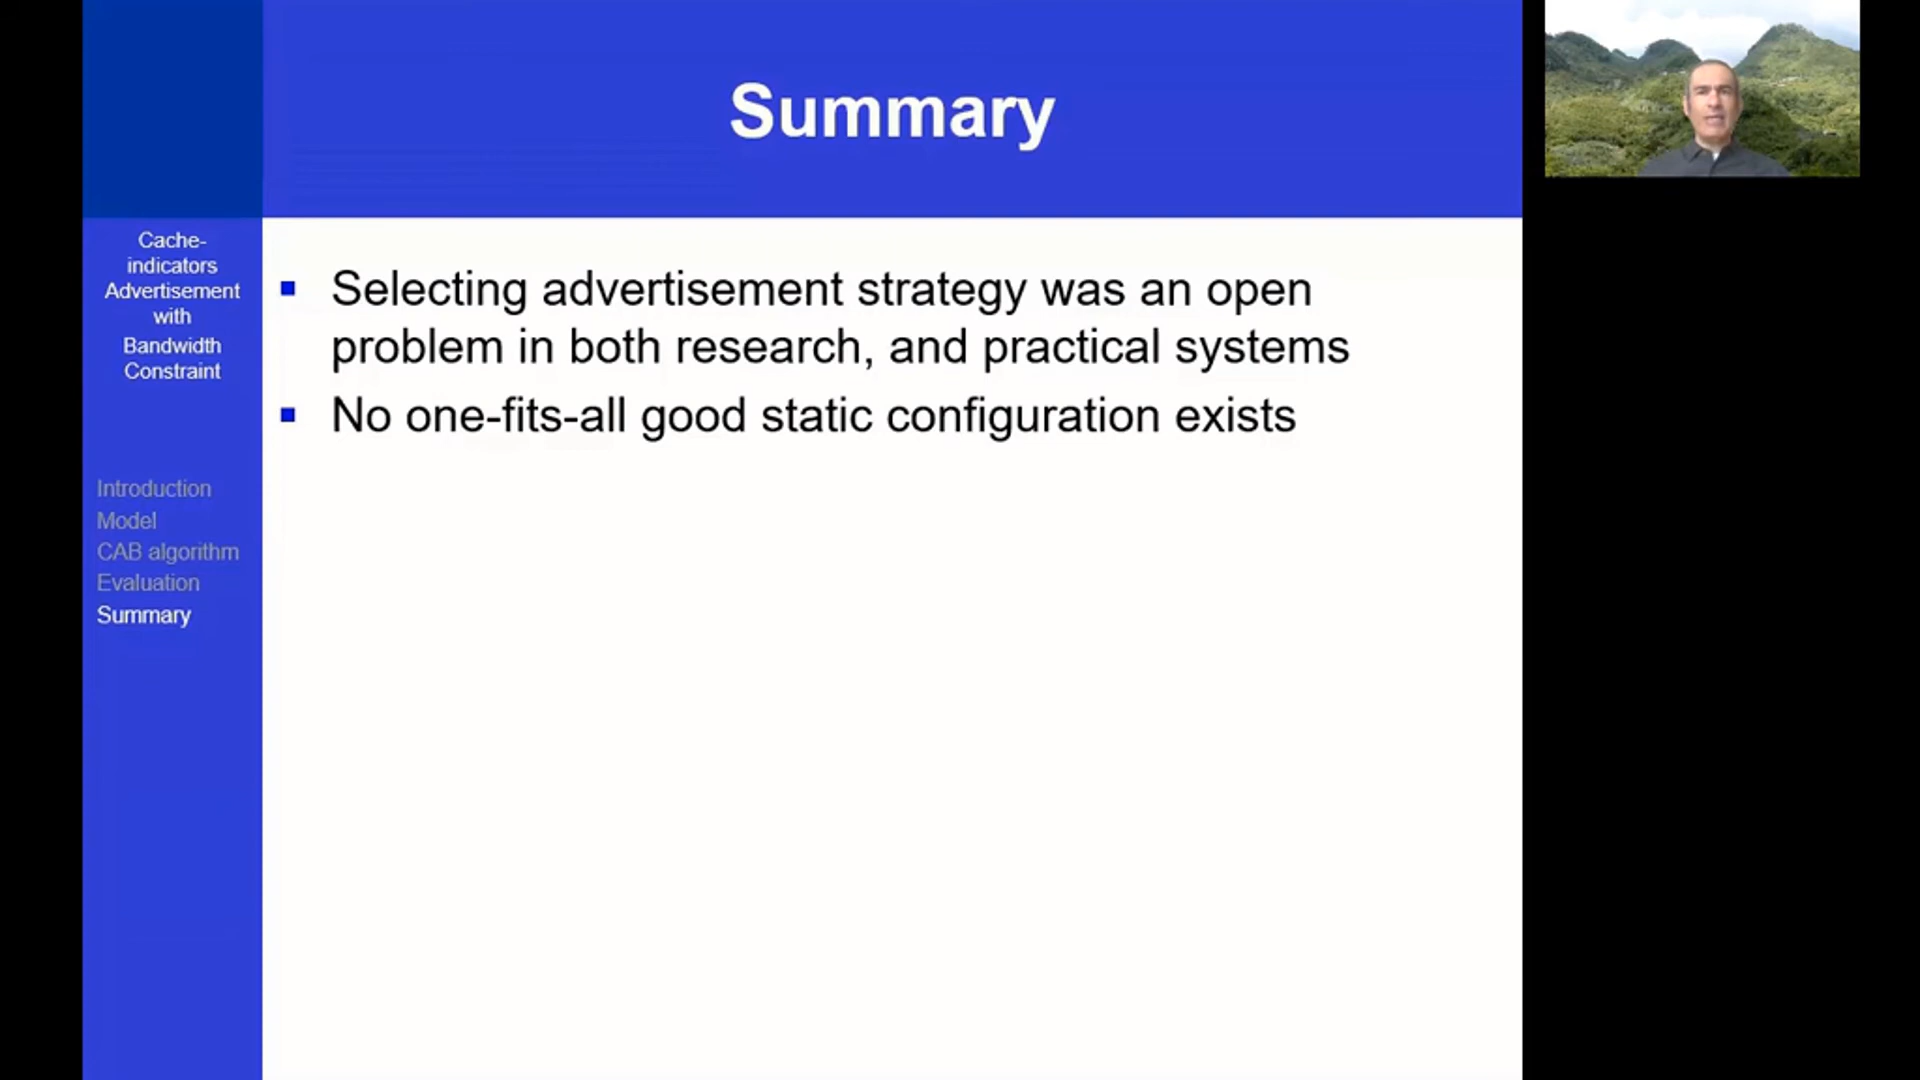 Summary
Cache-
indicators
Advertisement
with
Bandwidth
Constraint
Introduction
Model
CAB algorithm
Evaluation
Summary
Selecting advertisement strategy was an open
problem in both research, and practical systems
No one-fits-all good static configuration exists